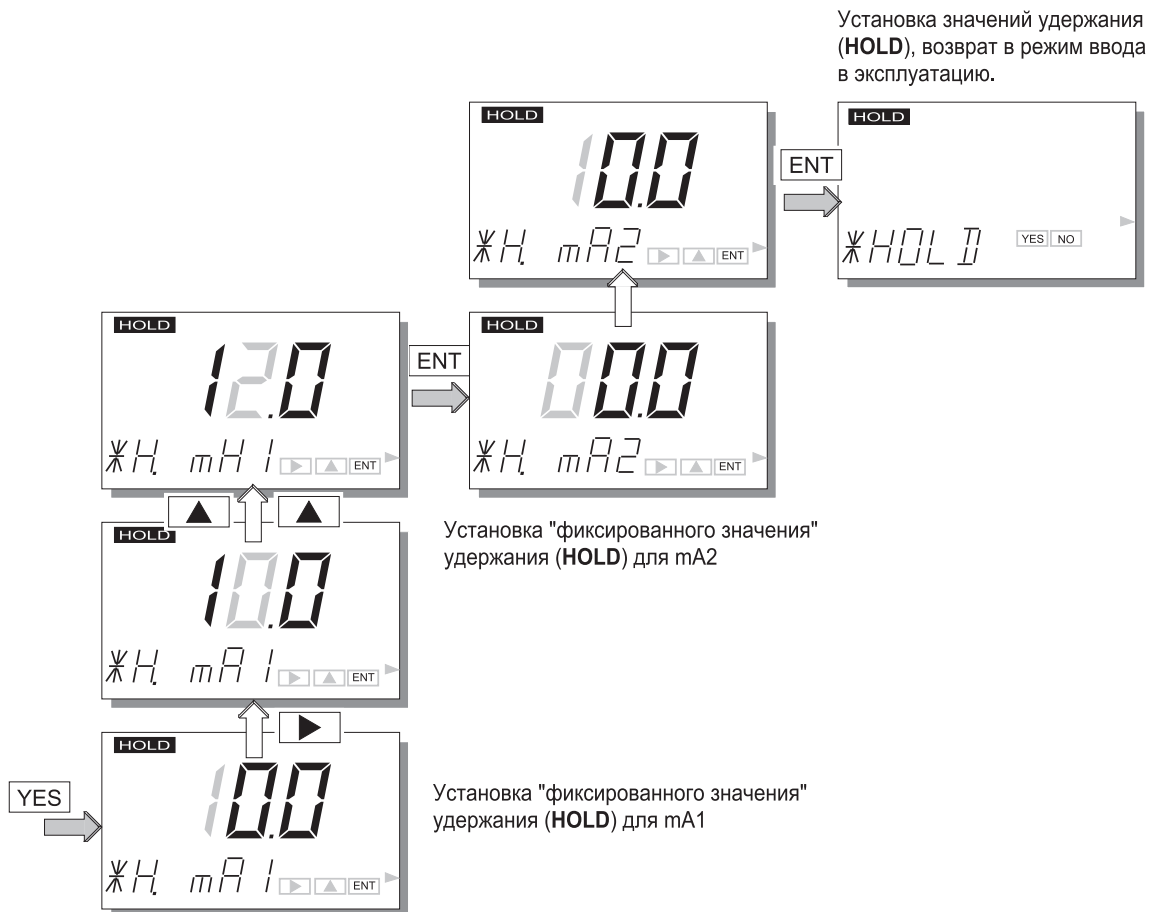 Установка значений удержания
(HOLD), возврат в режим ввода
в эксплуатацию.
HOLD
10.0
*H. mA2 ENT
ENT
HOLD
*HOLD YES NO
HOLD
12.0
*H. mH1 ENT
ENT
HOLD
00.0
*H. mA2 ENT
HOLD
10.0
*H. mA1 ENT
Установка "фиксированного значения"
удержания (HOLD) для mA2
YES
HOLD
10.0
*H. mA1 ENT
Установка "фиксированного значения"
удержания (HOLD) для mA1